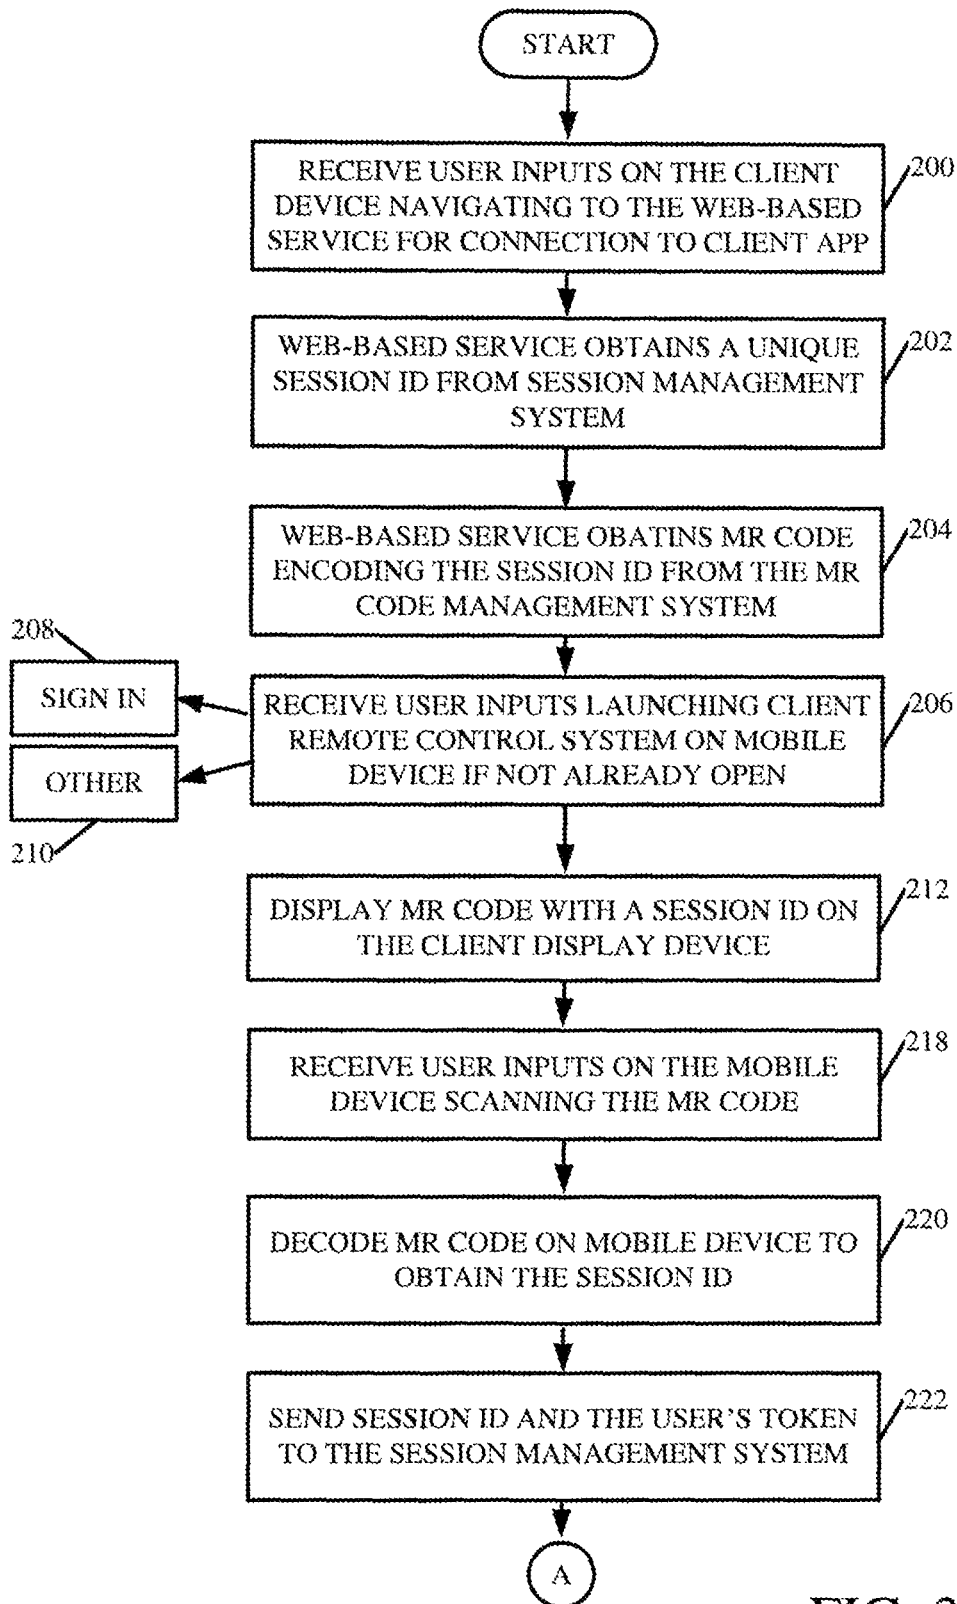 START
RECEIVE USER INPUTS ON THE CLIENT
DEVICE NAVIGATING TO THE WEB-BASED
SERVICE FOR CONNECTION TO CLIENT APP
200
WEB-BASED SERVICE OBTAINS A UNIQUE
SESSION ID FROM SESSION MANAGEMENT
SYSTEM
202
WEB-BASED SERVICE OBATINS MR CODE
ENCODING THE SESSION ID FROM THE MR
CODE MANAGEMENT SYSTEM
204
208
SIGN IN
OTHER
210
RECEIVE USER INPUTS LAUNCHING CLIENT
REMOTE CONTROL SYSTEM ON MOBILE
DEVICE IF NOT ALREADY OPEN
206
DISPLAY MR CODE WITH A SESSION ID ON
THE CLIENT DISPLAY DEVICE
212
RECEIVE USER INPUTS ON THE MOBILE
DEVICE SCANNING THE MR CODE
218
DECODE MR CODE ON MOBILE DEVICE TO
OBTAIN THE SESSION ID
220
SEND SESSION ID AND THE USER'S TOKEN
TO THE SESSION MANAGEMENT SYSTEM
222
A
FIG.